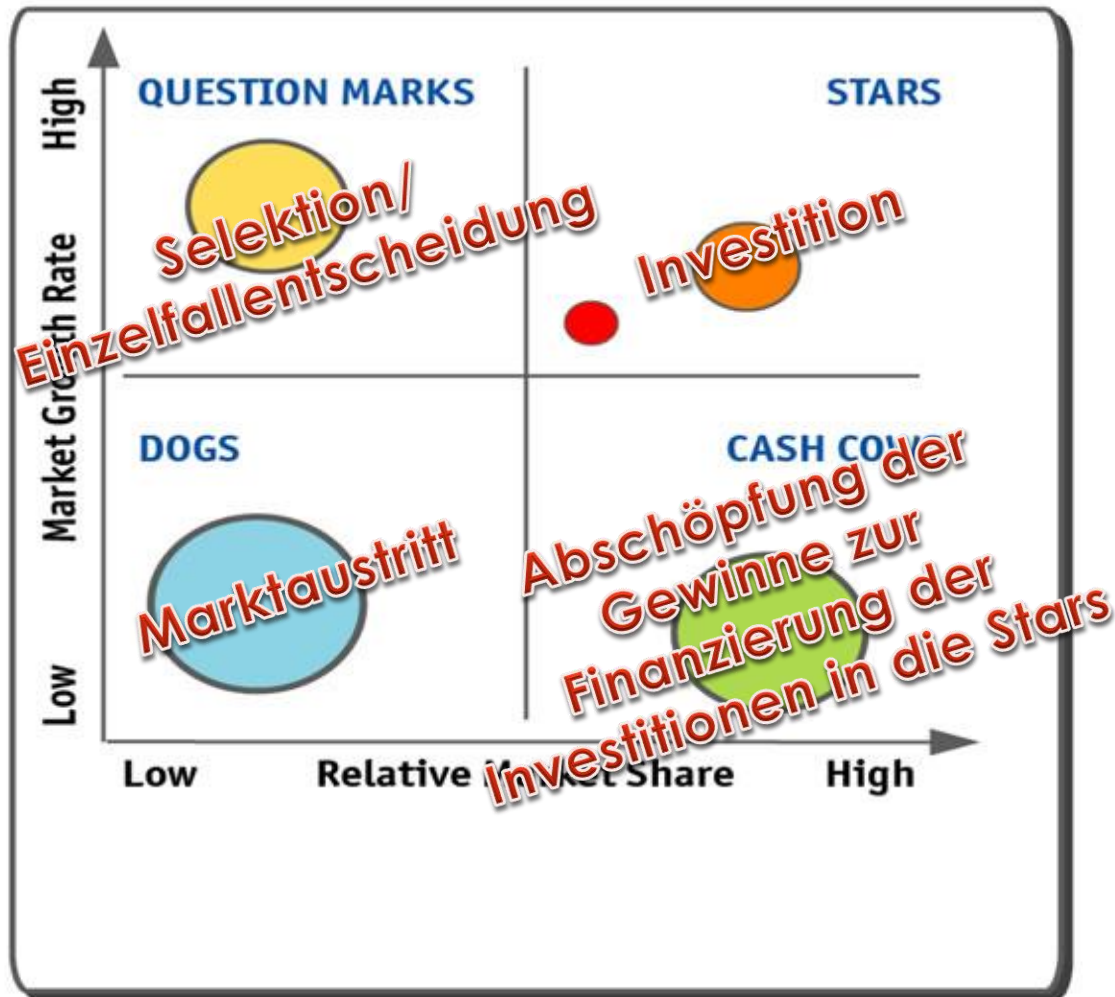 High
QUESTION MARKS
STARS
Selektion/
Einzelfallentscheidung
Investition
Market Growth Rate
DOGS
CASH COWS
Marktaustritt
Abschöpfung der
Gewinne zur
Finanzierung der
Investitionen in die Stars
Low
Low
Relative Market Share
High